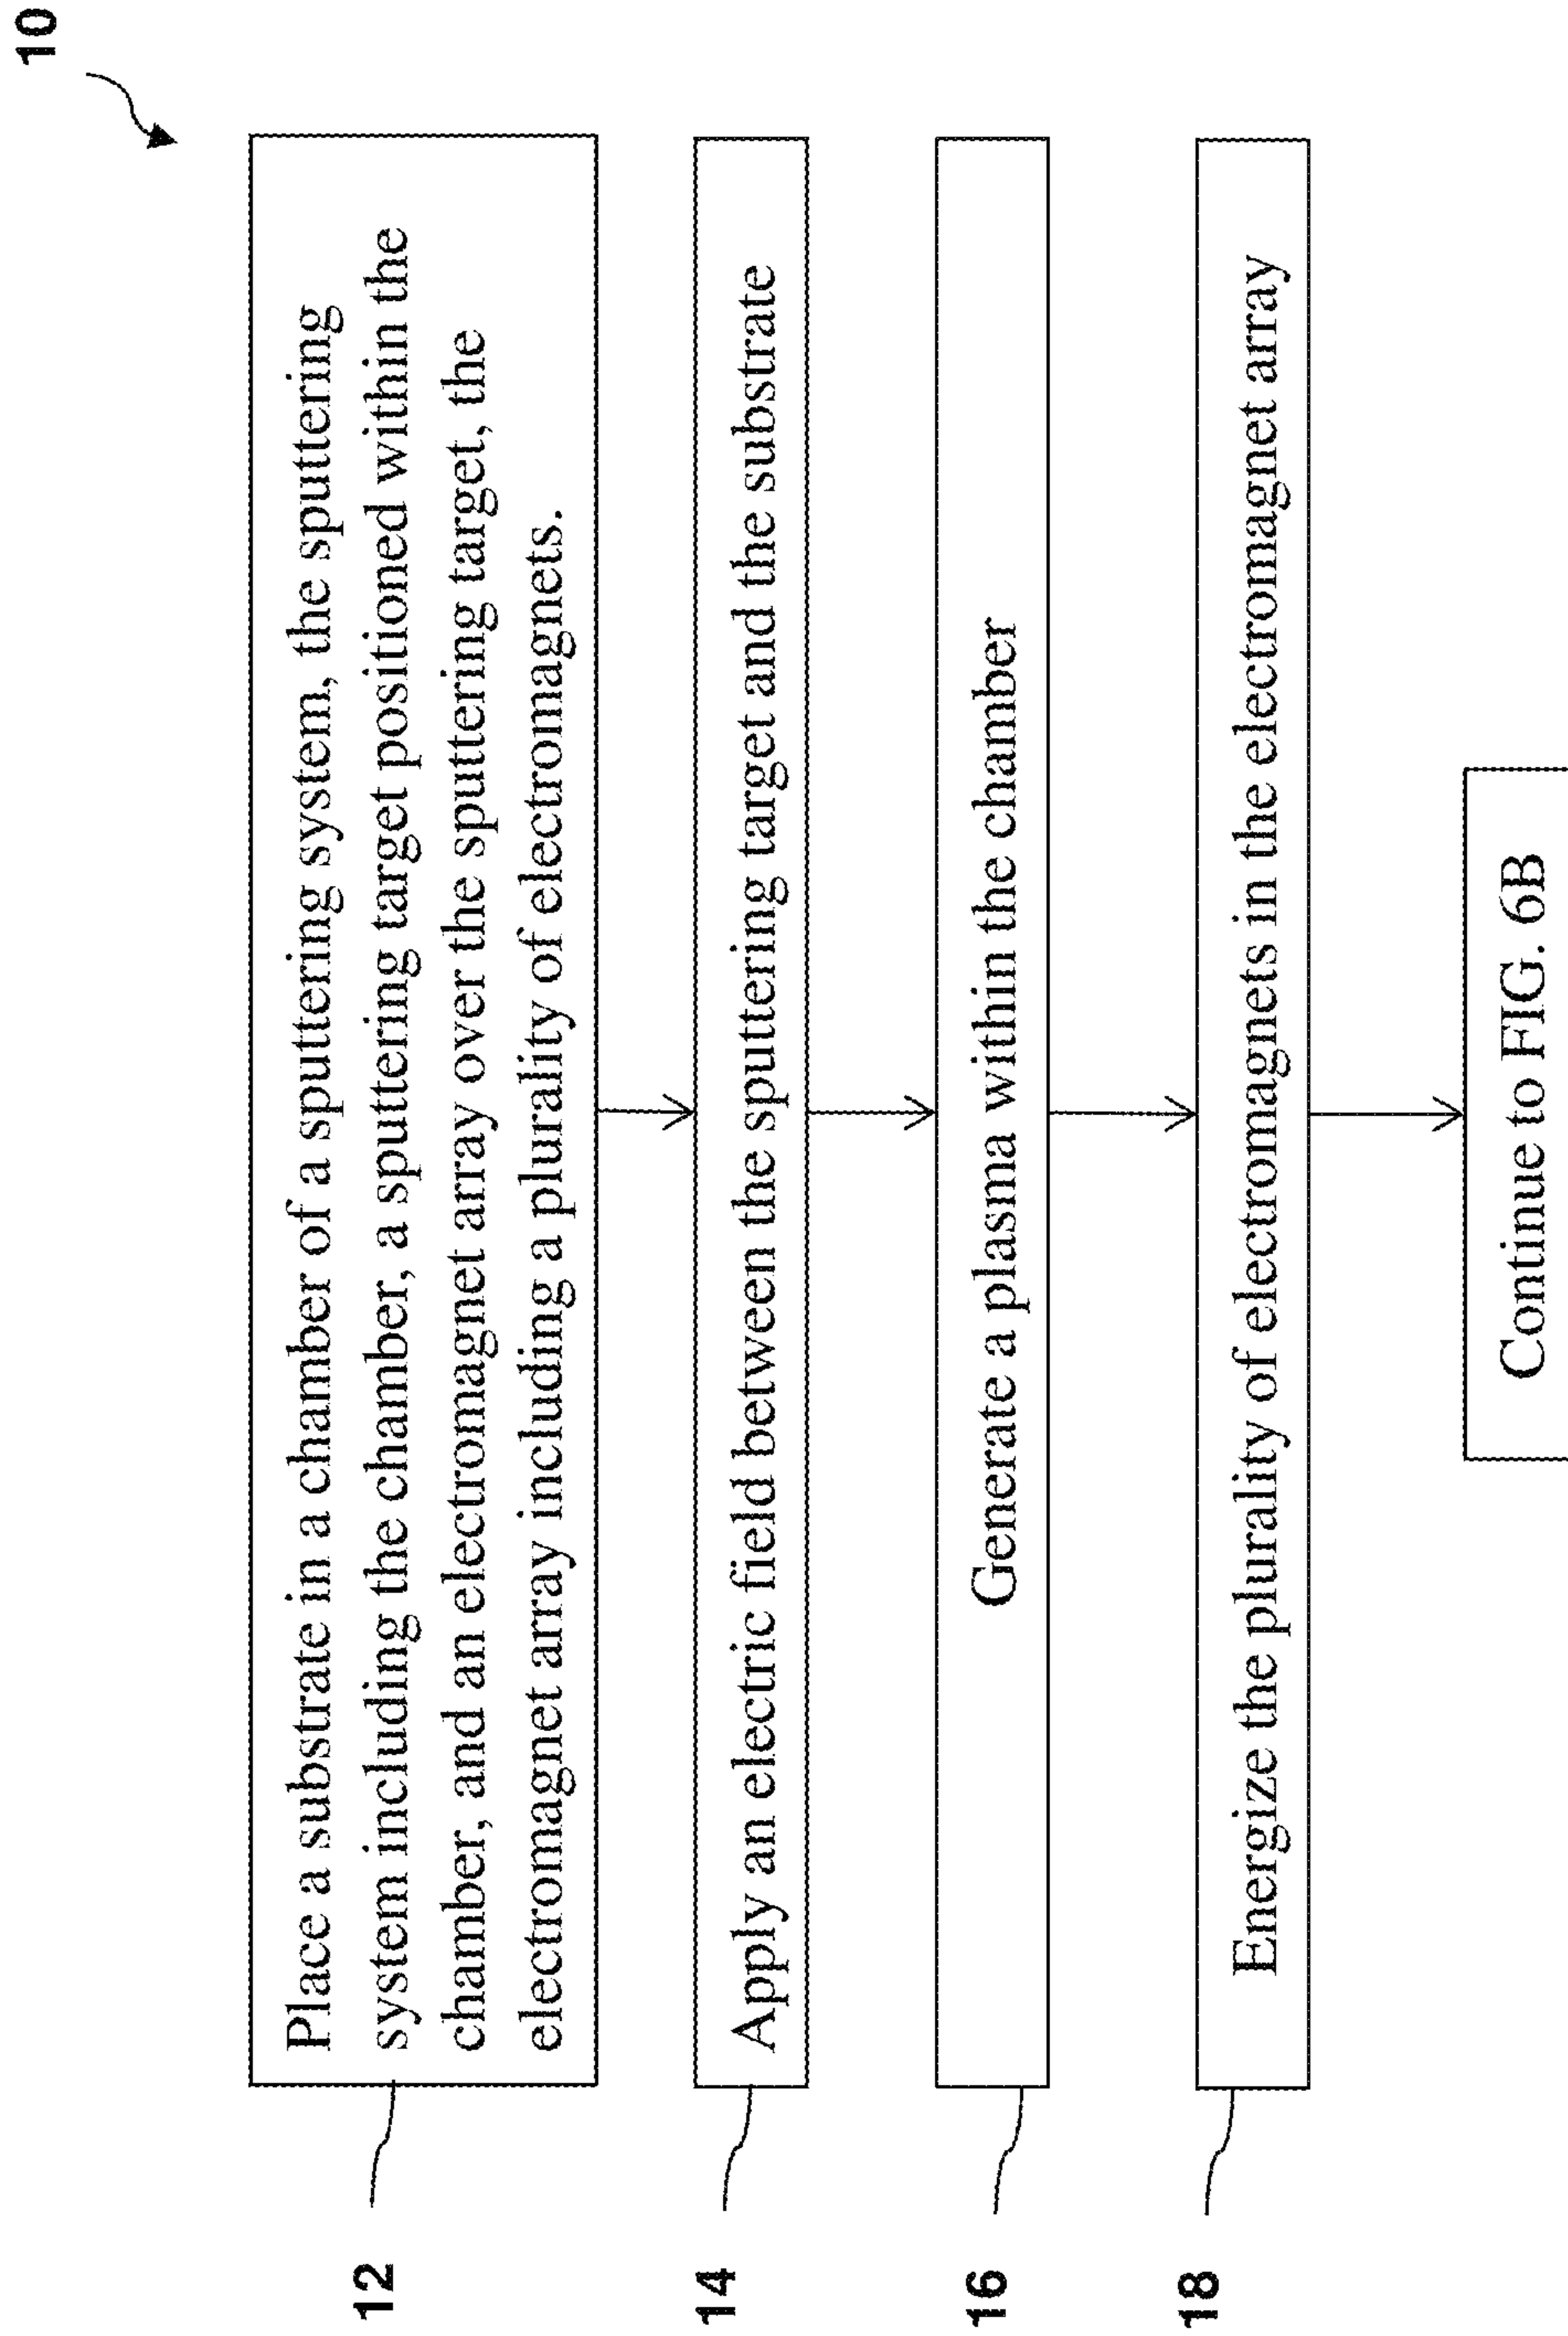 10
12
Place a substrate in a chamber of a sputtering system, the sputtering
system including the chamber, a sputtering target positioned within the
chamber, and an electromagnet array over the sputtering target, the
electromagnet array including a plurality of electromagnets.
14
Apply an electric field between the sputtering target and the substrate
16
Generate a plasma within the chamber
18
Energize the plurality of electromagnets in the electromagnet array
Continue to FIG. 6B